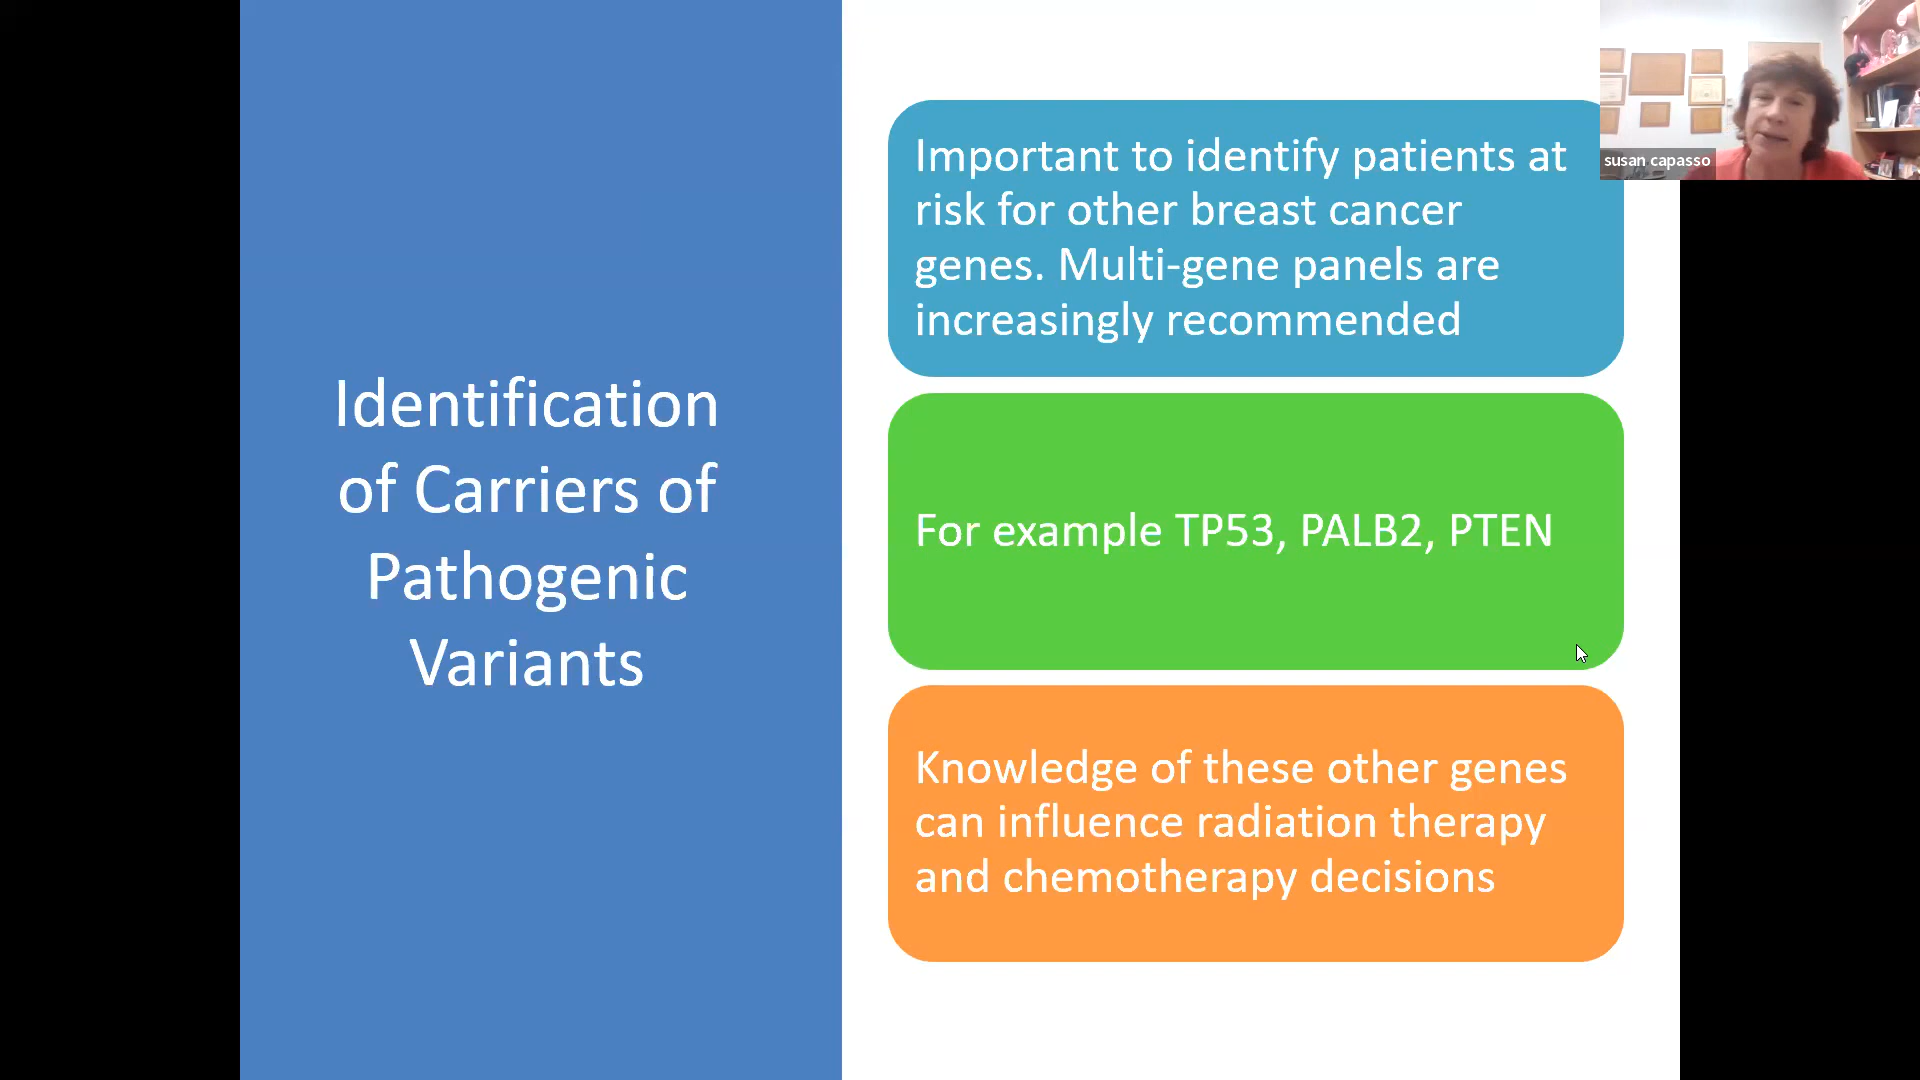 Identification
of Carriers of
Pathogenic
Variants
Important to identify patients at
risk for other breast cancer
genes. Multi-gene panels are
increasingly recommended
For example TP53, PALB2, PTEN
Knowledge of these other genes
can influence radiation therapy
and chemotherapy decisions
susan capasso